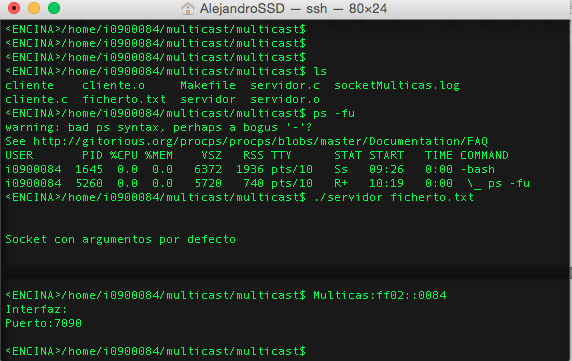 AlejandroSSD — ssh — 80×24
<ENCINA>/home/i0900084/multicast/multicast$
<ENCINA>/home/i0900084/multicast/multicast$
<ENCINA>/home/i0900084/multicast/multicast$
<ENCINA>/home/i0900084/multicast/multicast$ ls
cliente    cliente.o     Makefile  servidor.c  socketMulticas.log
cliente.c  ficherto.txt  servidor  servidor.o
<ENCINA>/home/i0900084/multicast/multicast$ ps -fu
warning: bad ps syntax, perhaps a bogus '-'?
See http://gitorious.org/procps/procps/blobs/master/Documentation/FAQ
USER       PID %CPU %MEM    VSZ   RSS TTY      STAT START   TIME COMMAND
i0900084  1645  0.0  0.0   6372  1936 pts/10   Ss   09:26   0:00 -bash
i0900084  5260  0.0  0.0   5720   740 pts/10   R+   10:19   0:00  \_ ps -fu
<ENCINA>/home/i0900084/multicast/multicast$ ./servidor ficherto.txt
Socket con argumentos por defecto
<ENCINA>/home/i0900084/multicast/multicast$ Multicas:ff02::0084
Interfaz:
Puerto:7090
<ENCINA>/home/i0900084/multicast/multicast$